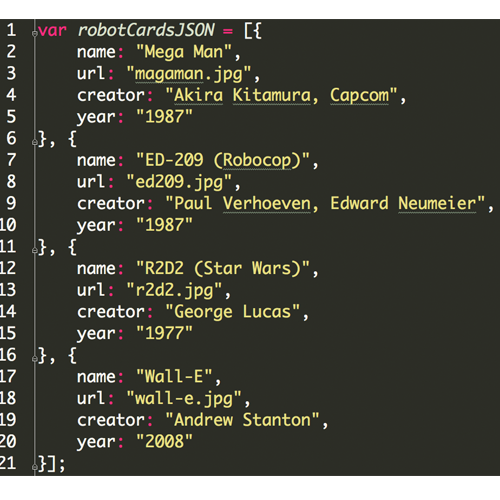 1 var robotCardsJSON = [{
2 name: "Mega Man",
3 url: "magaman.jpg",
4 creator: "Akira Kitamura, Capcom",
5 year: "1987"
6 }, {
7 name: "ED-209 (Robocop)",
8 url: "ed209.jpg",
9 creator: "Paul Verhoeven, Edward Neumeier",
10 year: "1987"
11 }, {
12 name: "R2D2 (Star Wars)",
13 url: "r2d2.jpg",
14 creator: "George Lucas",
15 year: "1977"
16 }, {
17 name: "Wall-E",
18 url: "wall-e.jpg",
19 creator: "Andrew Stanton",
20 year: "2008"
21 }];